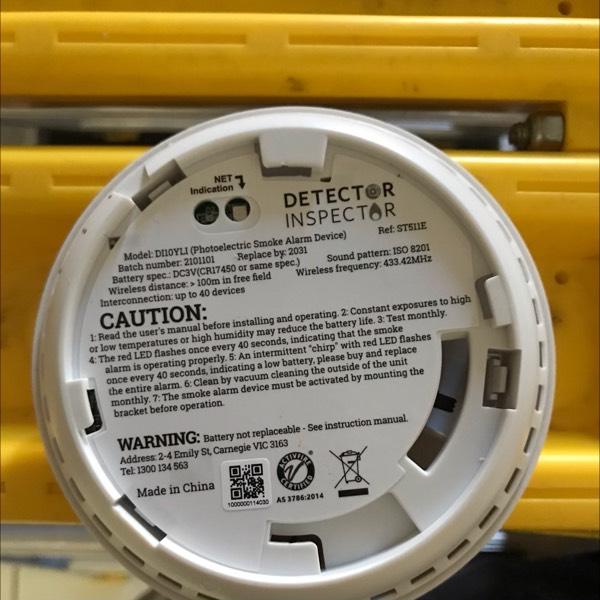 NET
Indication
DETECTOR
INSPECTOR
Ref: ST511E
Model: DI10YLI (Photoelectric Smoke Alarm Device)
Batch number: 2101101 Replace by: 2031
Battery spec.: DC3V(CR17450 or same spec.) Sound pattern: ISO 8201
Wireless distance: > 100m in free field Wireless frequency: 433.42MHz
Interconnection: up to 40 devices
CAUTION:
1: Read the user's manual before installing and operating. 2: Constant exposures to high
or low temperatures or high humidity may reduce the battery life. 3: Test monthly.
4: The red LED flashes once every 40 seconds, indicating that the smoke
alarm is operating properly. 5: An intermittent "chirp" with red LED flashes
once every 40 seconds, indicating a low battery, please buy and replace
the entire alarm. 6: Clean by vacuum cleaning the outside of the unit
monthly. 7: The smoke alarm device must be activated by mounting the
bracket before operation.
WARNING: Battery not replaceable - See instruction manual.
Address: 2-4 Emily St, Carnegie VIC 3163
Tel: 1300 134 563
Made in China
1000000114030
ACTIVFIRE
CERTIFIED
AS 3786:2014